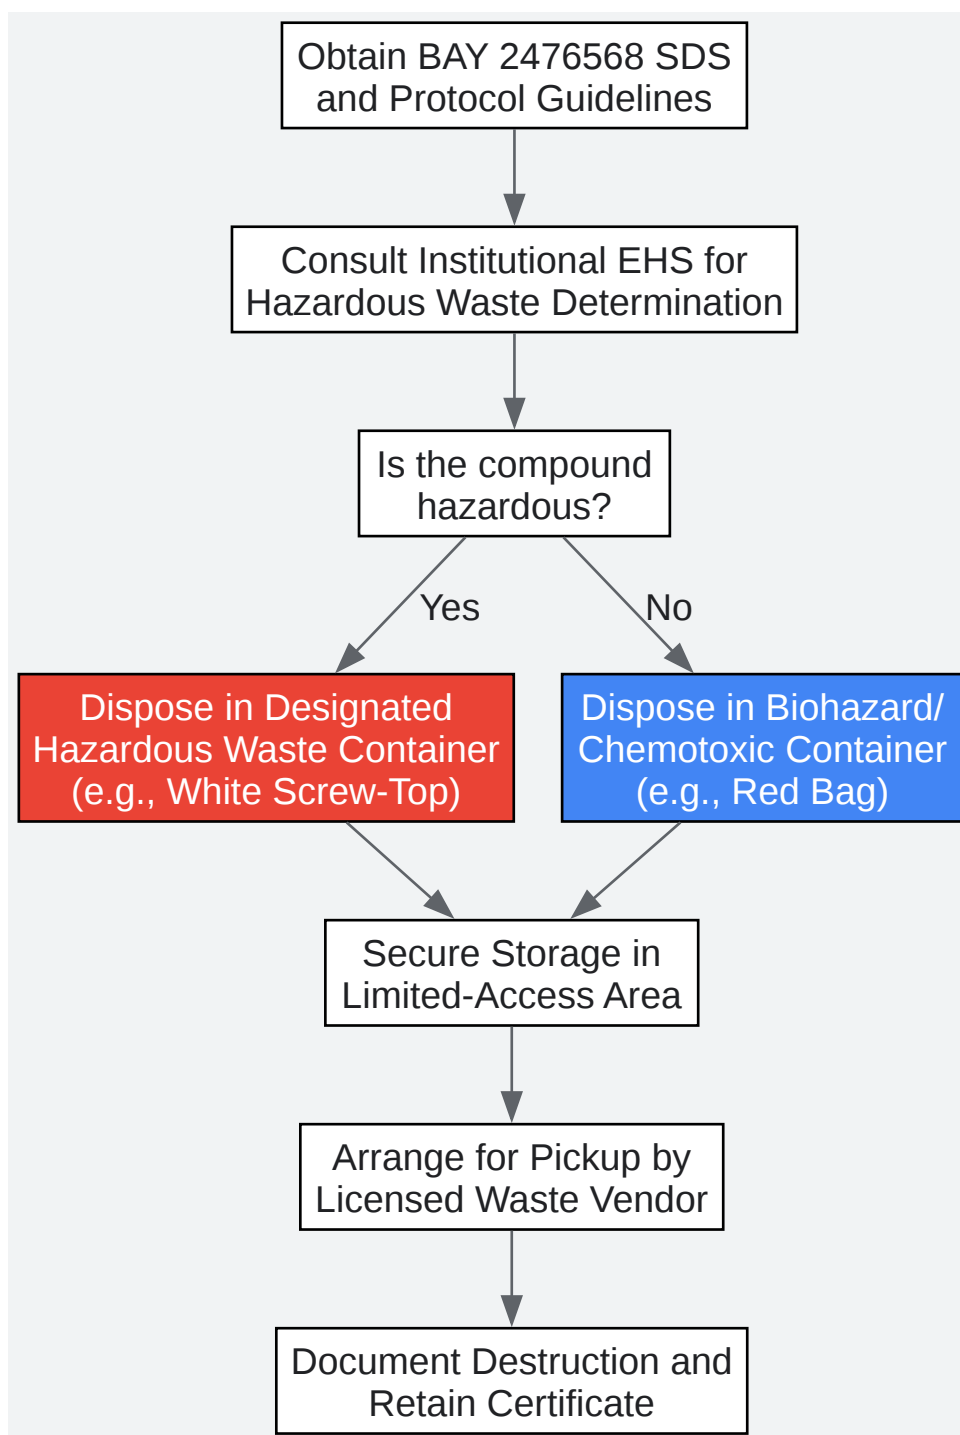 Obtain BAY 2476568 SDS
and Protocol Guidelines
Consult Institutional EHS for
Hazardous Waste Determination
Is the compound
hazardous?
Yes
No
Dispose in Designated
Hazardous Waste Container
(e.g., White Screw-Top)
Dispose in Biohazard/
Chemotoxic Container
(e.g., Red Bag)
Secure Storage in
Limited-Access Area
Arrange for Pickup by
Licensed Waste Vendor
Document Destruction and
Retain Certificate